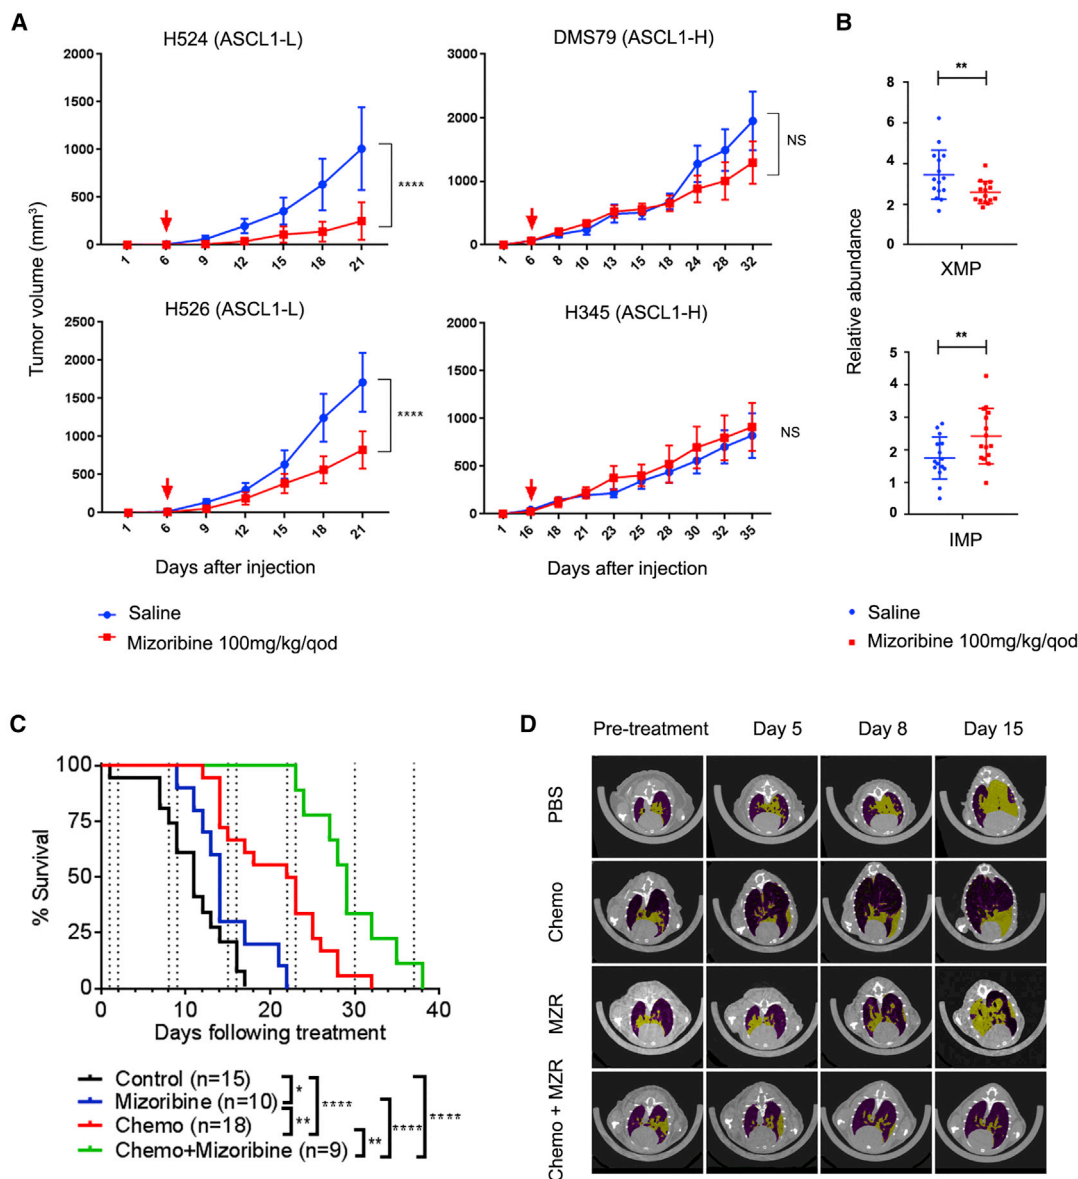 A
B
H524 (ASCL1-L)
DMS79 (ASCL1-H)
2000
1500
1000
500
0
1 6 9 12 15 18 21
3000
2000
1000
0
1 6 8 10 13 15 18 24 28 32
****
NS
H526 (ASCL1-L)
H345 (ASCL1-H)
2500
2000
1500
1000
500
0
1 6 9 12 15 18 21
2000
1500
1000
500
0
1 16 18 21 23 25 28 30 32 35
****
NS
Tumor volume (mm³)
Days after injection
Days after injection
Saline
Mizoribine 100mg/kg/qod
Relative abundance
**
8
6
4
2
0
XMP
**
5
4
3
2
1
0
IMP
Saline
Mizoribine 100mg/kg/qod
C
% Survival
100
75
50
25
0
0 10 20 30 40
Days following treatment
Control (n=15)
Mizoribine (n=10)
Chemo (n=18)
Chemo+Mizoribine (n=9)
*
**
****
**
****
****
D
Pre-treatment Day 5 Day 8 Day 15
PBS
Chemo
MZR
Chemo + MZR